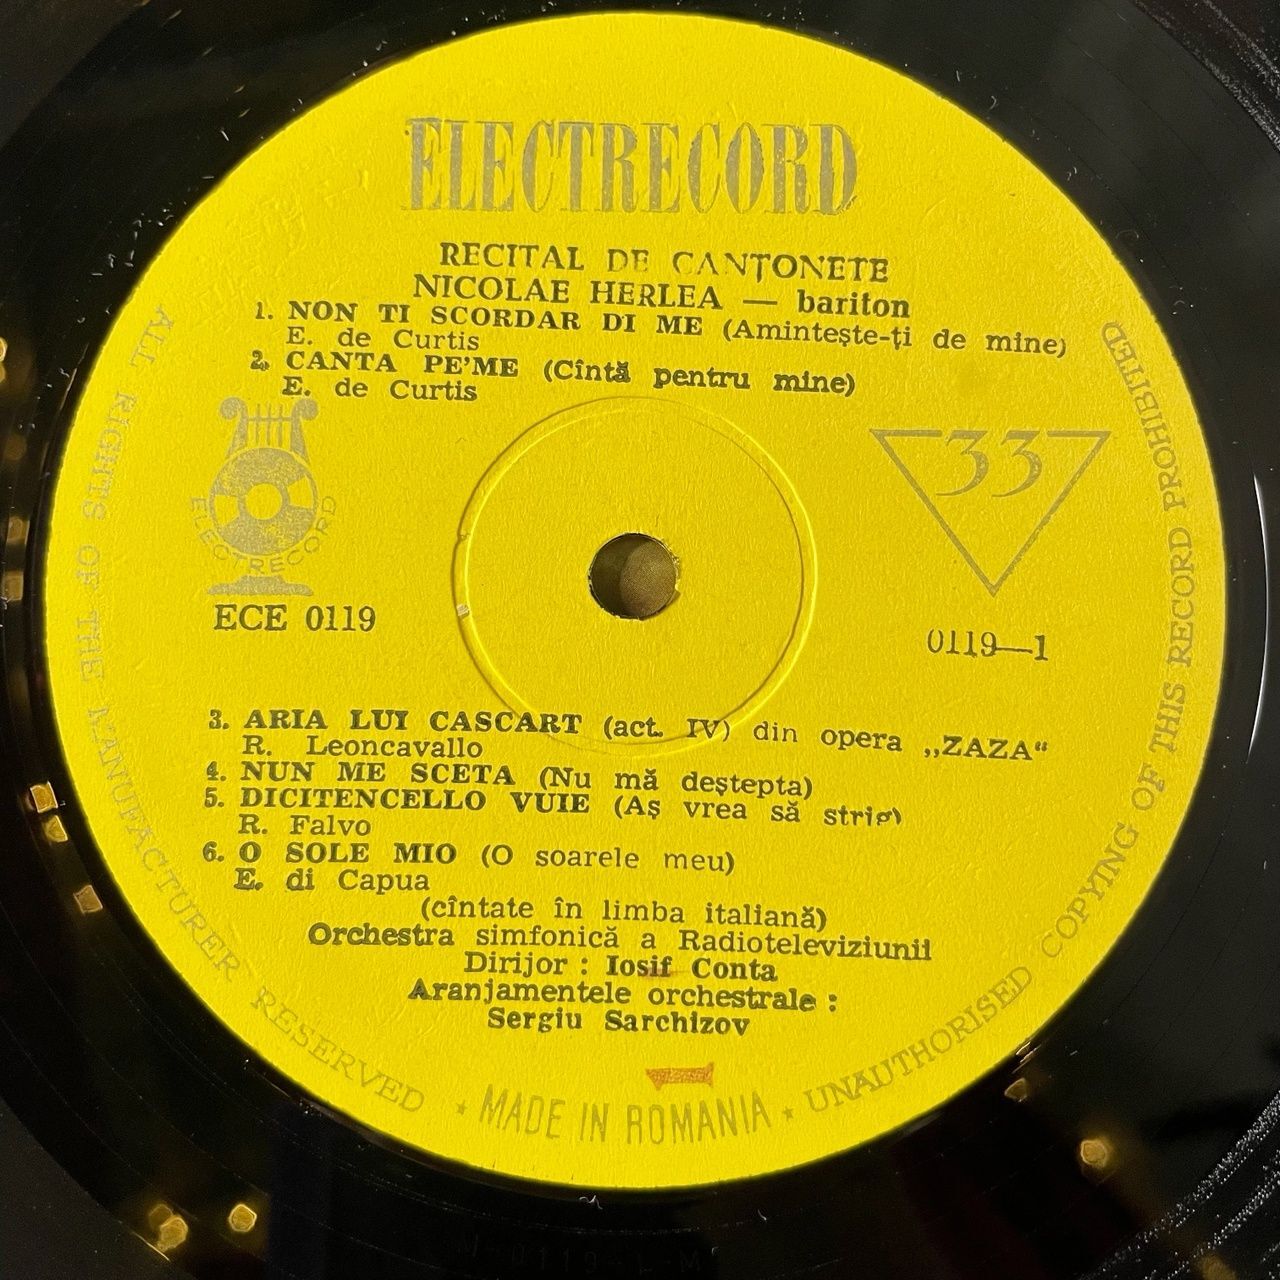 ELECTRECORD
RECITAL DE CANȚONETE
NICOLAE HERLEA — bariton
1. NON TI SCORDAR DI ME (Amintește-ți de mine)
E. de Curtis
2. CANTA PE'ME (Cîntă pentru mine)
E. de Curtis
33
ELECTRECORD
ECE 0119
0119—1
3. ARIA LUI CASCART (act. IV) din opera „ZAZA“
R. Leoncavallo
4. NUN ME SCETA (Nu mă deștepta)
5. DICITENCELLO VUIE (Aș vrea să strig)
R. Falvo
6. O SOLE MIO (O soarele meu)
E. di Capua
(cîntate în limba italiană)
Orchestra simfonică a Radioteleviziunii
Dirijor : Iosif Conta
Aranjamentele orchestrale :
Sergiu Sarchizov
ALL RIGHTS OF THE MANUFACTURER RESERVED ★ MADE IN ROMANIA ★ UNAUTHORISED COPYING OF THIS RECORD PROHIBITED